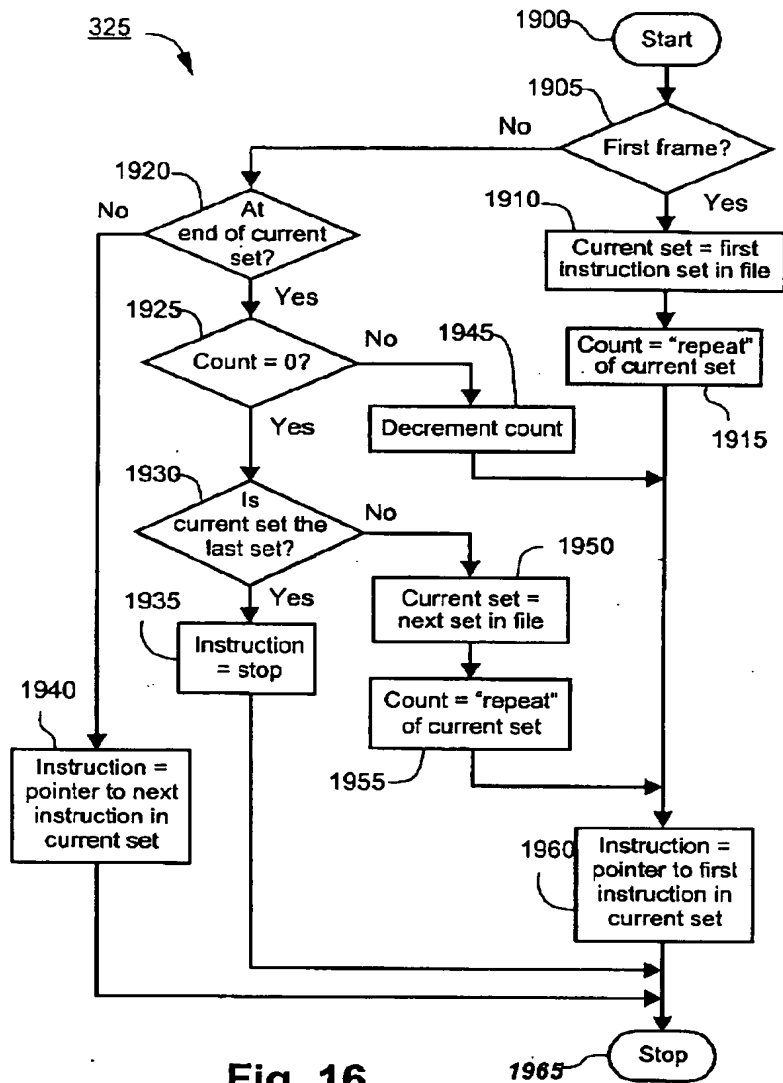 325
1900
Start
1905
No
First frame?
1920
No
At
end of current
set?
Yes
1910
Current set = first
instruction set in file
Yes
1925
Count = 0?
No
1945
Count = "repeat"
of current set
1915
Yes
Decrement count
1930
Is
current set the
last set?
No
1950
Yes
1935
Current set =
next set in file
Instruction
= stop
1940
Count = "repeat"
of current set
1955
Instruction =
pointer to next
instruction in
current set
1960
Instruction =
pointer to first
instruction in
current set
Fig. 16
1965
Stop